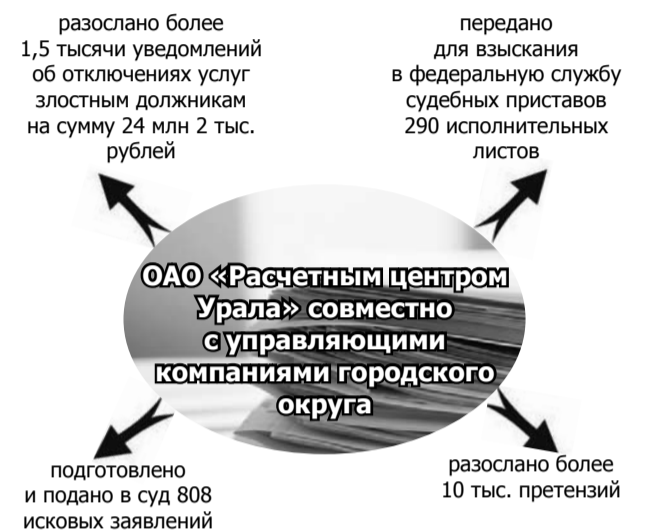 разослано более
1,5 тысячи уведомлений
об отключениях услуг
злостным должникам
на сумму 24 млн 2 тыс.
рублей
передано
для взыскания
в федеральную службу
судебных приставов
290 исполнительных
листов
ОАО «Расчетным центром
Урала» совместно
с управляющими
компаниями городского
округа
подготовлено
и подано в суд 808
исковых заявлений
разослано более
10 тыс. претензий